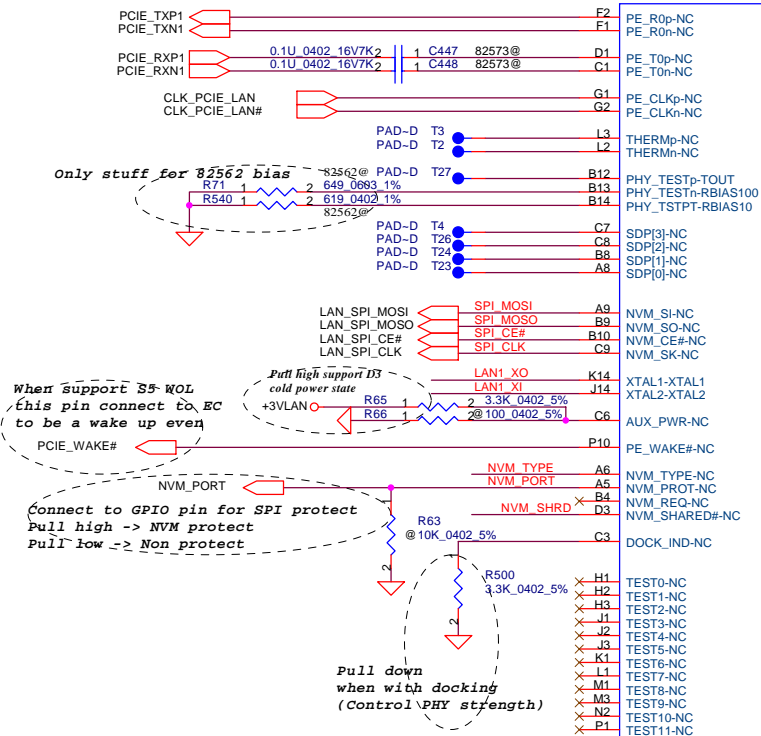 PCIE_TXP1 F2 PE_R0p-NC
PCIE_TXN1 F1 PE_R0n-NC
PCIE_RXP1 0.1U_0402_16V7K 2 1 C447 82573@ D1 PE_T0p-NC
PCIE_RXN1 0.1U_0402_16V7K 2 1 C448 82573@ C1 PE_T0n-NC
CLK_PCIE_LAN G1 PE_CLKp-NC
CLK_PCIE_LAN# G2 PE_CLKn-NC
PAD~D T3 L3 THERMp-NC
PAD~D T2 L2 THERMn-NC
Only stuff for 82562 bias 82562@ PAD~D T27 B12 PHY_TESTp-TOUT
R71 1 2 649_0603_1% B13 PHY_TESTn-RBIAS100
R540 1 2 619_0402_1% B14 PHY_TSTPT-RBIAS10
82562@
PAD~D T4 C7 SDP[3]-NC
PAD~D T26 C8 SDP[2]-NC
PAD~D T24 B8 SDP[1]-NC
PAD~D T23 A8 SDP[0]-NC
LAN_SPI_MOSI SPI_MOSI A9 NVM_SI-NC
LAN_SPI_MOSO SPI_MOSO B9 NVM_SO-NC
LAN_SPI_CE# SPI_CE# B10 NVM_CE#-NC
LAN_SPI_CLK SPI_CLK C9 NVM_SK-NC
Pull high support D3 LAN1_XO K14 XTAL1-XTAL1
cold power state LAN1_XI J14 XTAL2-XTAL2
When support S5 WOL
this pin connect to EC
to be a wake up even
+3VLAN R65 1 2 3.3K_0402_5%
R66 1 2 @100_0402_5% C6 AUX_PWR-NC
PCIE_WAKE# P10 PE_WAKE#-NC
NVM_TYPE A6 NVM_TYPE-NC
NVM_PORT NVM_PORT A5 NVM_PROT-NC
B4 NVM_REQ-NC
NVM_SHRD D3 NVM_SHARED#-NC
Connect to GPIO pin for SPI protect
Pull high -> NVM protect
Pull low -> Non protect
1 R63
@10K_0402_5%
2
C3 DOCK_IND-NC
1 R500
3.3K_0402_5%
2
H1 TEST0-NC
H2 TEST1-NC
H3 TEST2-NC
J1 TEST3-NC
J2 TEST4-NC
J3 TEST5-NC
K1 TEST6-NC
L1 TEST7-NC
M1 TEST8-NC
M3 TEST9-NC
N2 TEST10-NC
P1 TEST11-NC
Pull down
when with docking
(Control PHY strength)